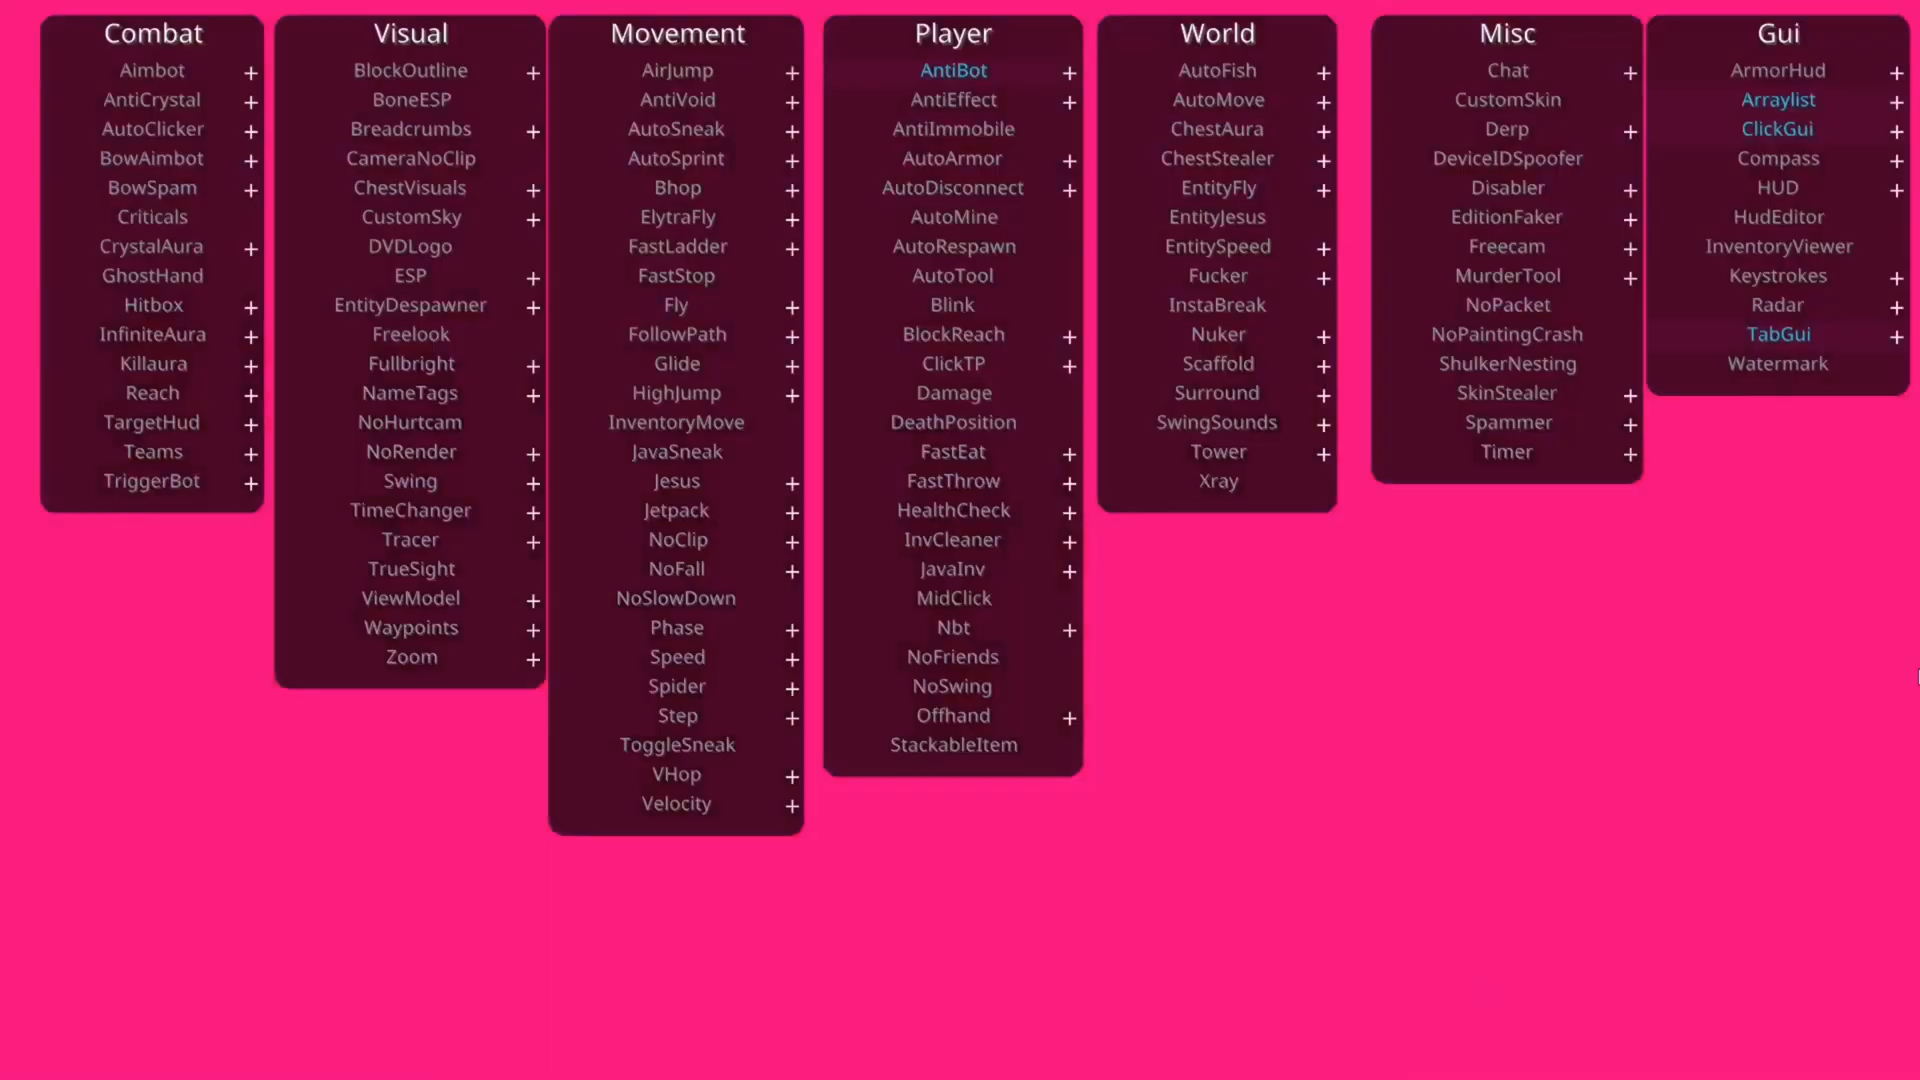 Combat
Aimbot +
AntiCrystal +
AutoClicker +
BowAimbot +
BowSpam +
Criticals
CrystalAura +
GhostHand
Hitbox +
InfiniteAura +
Killaura +
Reach +
TargetHud +
Teams +
TriggerBot +
Visual
BlockOutline +
BoneESP
Breadcrumbs +
CameraNoClip
ChestVisuals +
CustomSky +
DVDLogo
ESP +
EntityDespawner +
Freelook
Fullbright +
NameTags +
NoHurtcam
NoRender +
Swing +
TimeChanger +
Tracer +
TrueSight
ViewModel +
Waypoints +
Zoom +
Movement
AirJump +
AntiVoid +
AutoSneak +
AutoSprint +
Bhop +
ElytraFly +
FastLadder +
FastStop
Fly +
FollowPath +
Glide +
HighJump +
InventoryMove
JavaSneak
Jesus +
Jetpack +
NoClip +
NoFall +
NoSlowDown
Phase +
Speed +
Spider +
Step +
ToggleSneak
VHop +
Velocity +
Player
AntiBot +
AntiEffect +
AntiImmobile
AutoArmor +
AutoDisconnect +
AutoMine
AutoRespawn
AutoTool
Blink
BlockReach +
ClickTP +
Damage
DeathPosition
FastEat +
FastThrow +
HealthCheck +
InvCleaner +
JavaInv +
MidClick
Nbt +
NoFriends
NoSwing
Offhand +
StackableItem
World
AutoFish +
AutoMove +
ChestAura +
ChestStealer +
EntityFly +
EntityJesus
EntitySpeed +
Fucker +
InstaBreak
Nuker +
Scaffold +
Surround +
SwingSounds +
Tower +
Xray
Misc
Chat +
CustomSkin
Derp +
DeviceIDSpoofer
Disabler +
EditionFaker +
Freecam +
MurderTool +
NoPacket
NoPaintingCrash
ShulkerNesting
SkinStealer +
Spammer +
Timer +
Gui
ArmorHud +
Arraylist +
ClickGui +
Compass +
HUD +
HudEditor
InventoryViewer
Keystrokes +
Radar +
TabGui +
Watermark